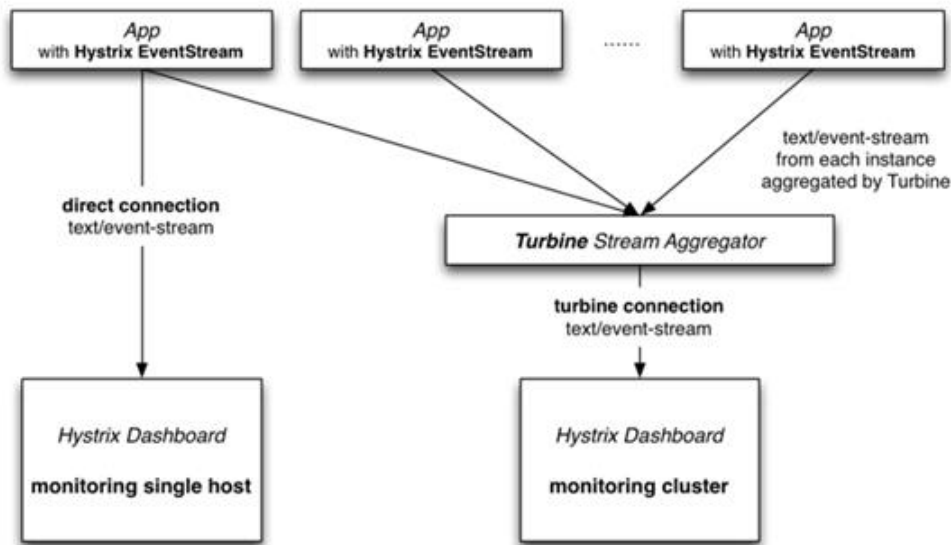 App
with Hystrix EventStream
App
with Hystrix EventStream
......
App
with Hystrix EventStream
text/event-stream
from each instance
aggregated by Turbine
direct connection
text/event-stream
Turbine Stream Aggregator
turbine connection
text/event-stream
Hystrix Dashboard
monitoring single host
Hystrix Dashboard
monitoring cluster